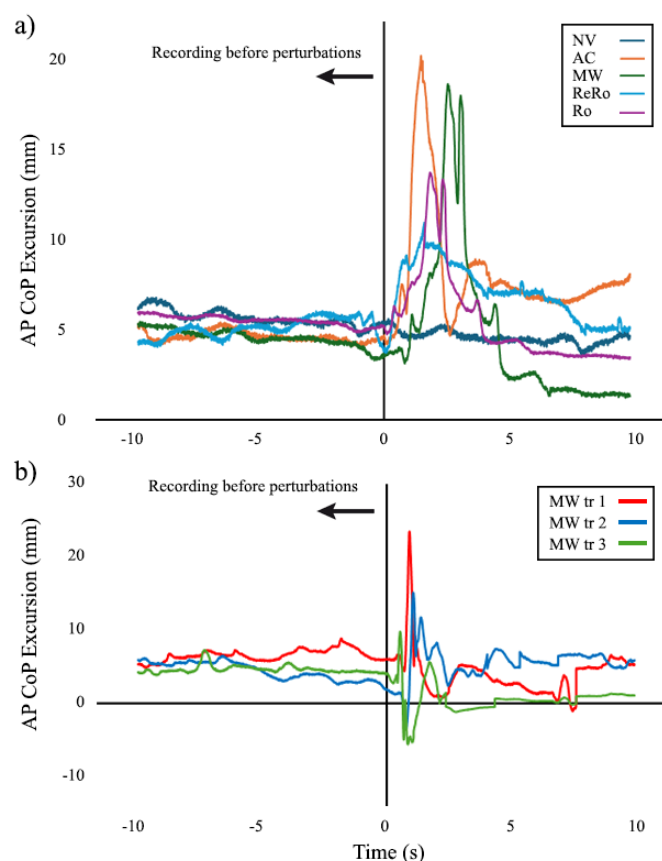 a)
Recording before perturbations
NV
AC
MW
ReRo
Ro
AP CoP Excursion (mm)
20
15
10
5
0
-10
-5
0
5
10
b)
Recording before perturbations
MW tr 1
MW tr 2
MW tr 3
AP CoP Excursion (mm)
30
20
10
0
-10
-10
-5
0
5
10
Time (s)